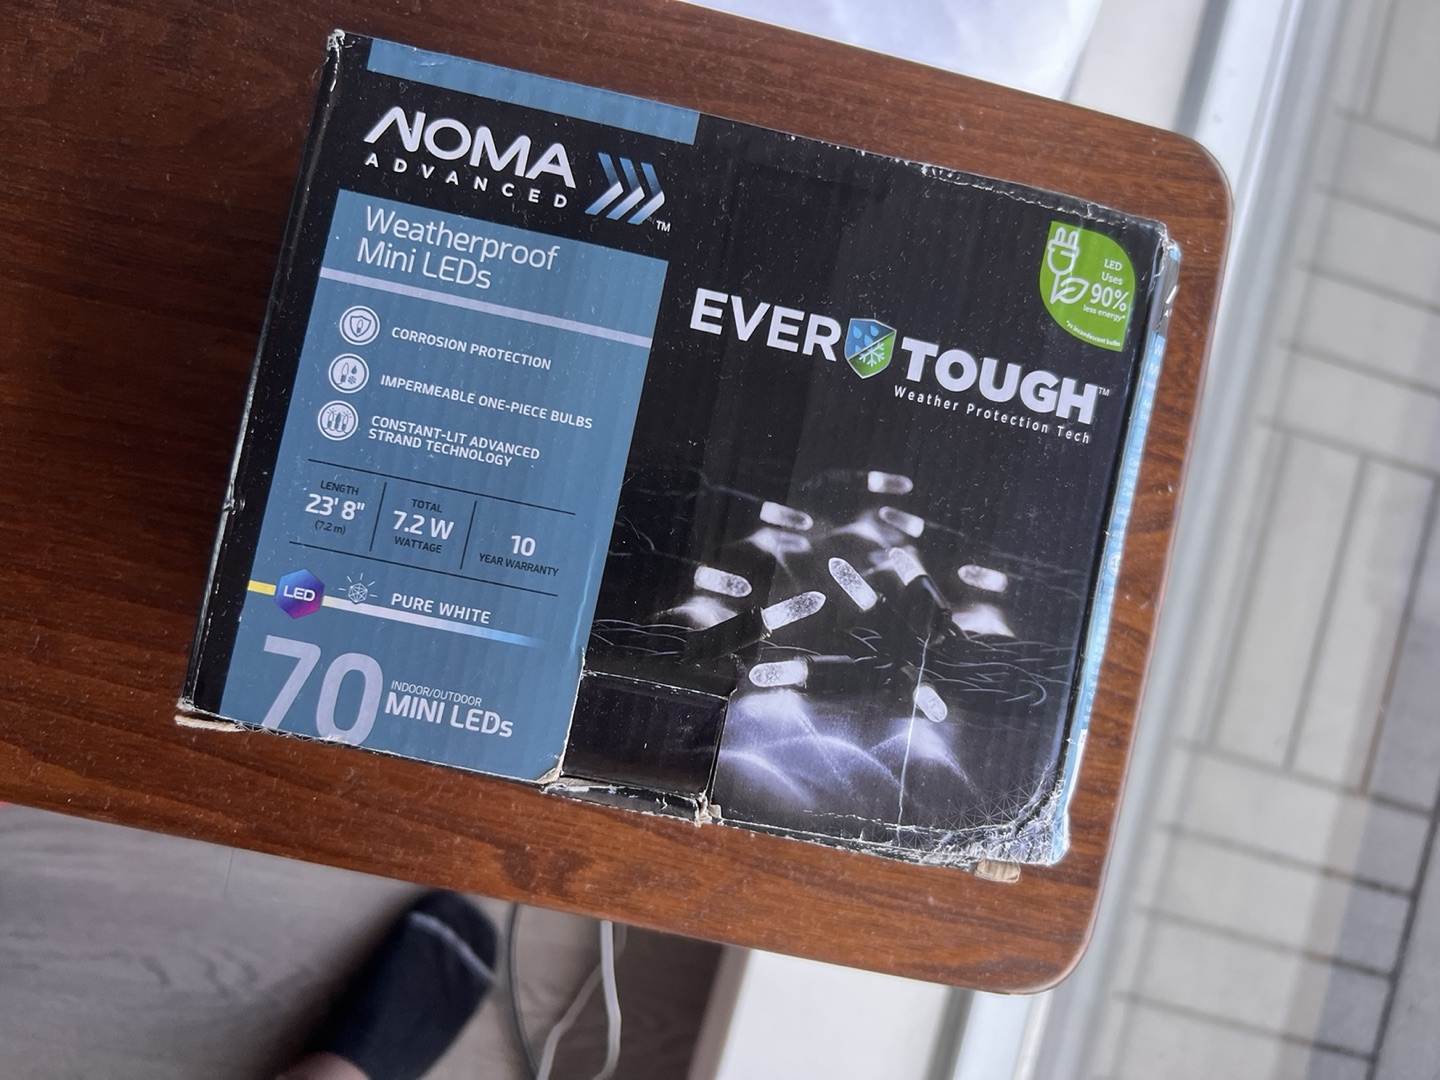 NOMA
ADVANCED
TM
Weatherproof
Mini LEDs
CORROSION PROTECTION
IMPERMEABLE ONE-PIECE BULBS
CONSTANT-LIT ADVANCED
STRAND TECHNOLOGY
LENGTH
23' 8"
(7.2 m)
TOTAL
7.2 W
WATTAGE
10
YEAR WARRANTY
LED
PURE WHITE
70
INDOOR/OUTDOOR
MINI LEDs
LED
Uses
90%
less energy*
EVER TOUGH™
Weather Protection Tech